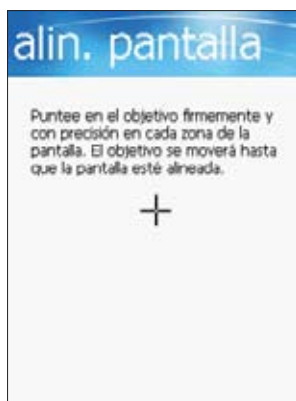 alin. pantalla
Puntee en el objetivo firmemente y
con precisión en cada zona de la
pantalla. El objetivo se moverá hasta
que la pantalla esté alineada.